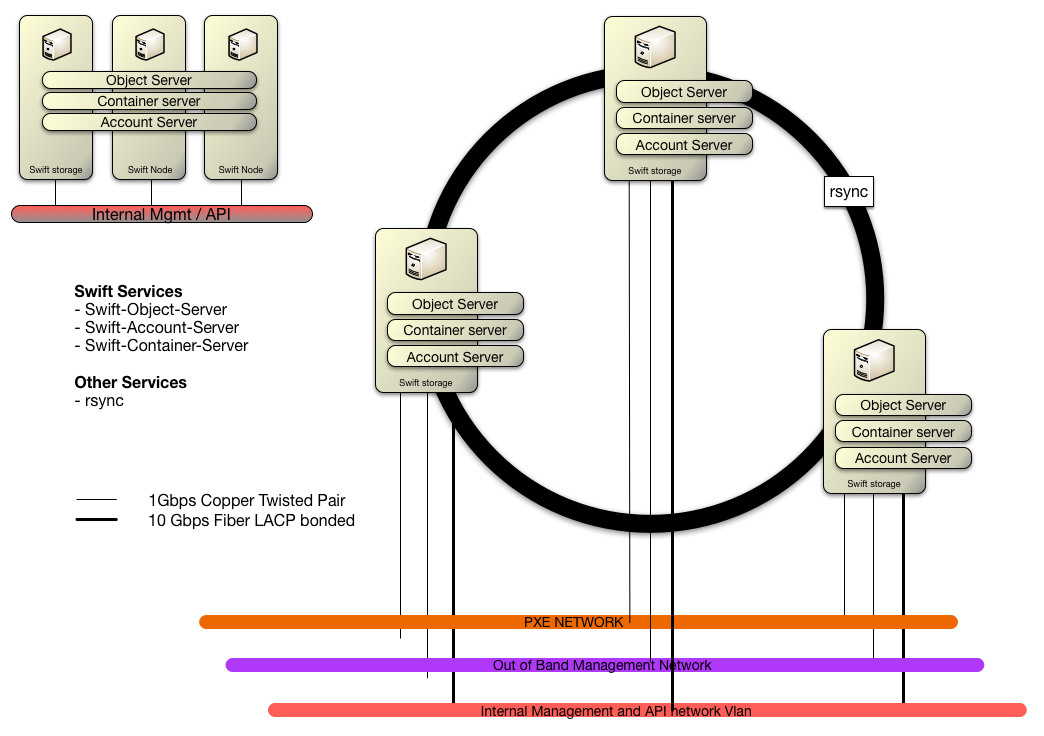 Object Server
Container server
Account Server
Swift storage
Swift Node
Swift Node
Internal Mgmt / API
Object Server
Container server
Account Server
Swift storage
rsync
Object Server
Container server
Account Server
Swift storage
Object Server
Container server
Account Server
Swift storage
Swift Services
- Swift-Object-Server
- Swift-Account-Server
- Swift-Container-Server
Other Services
- rsync
1Gbps Copper Twisted Pair
10 Gbps Fiber LACP bonded
PXE NETWORK
Out of Band Management Network
Internal Management and API network Vlan